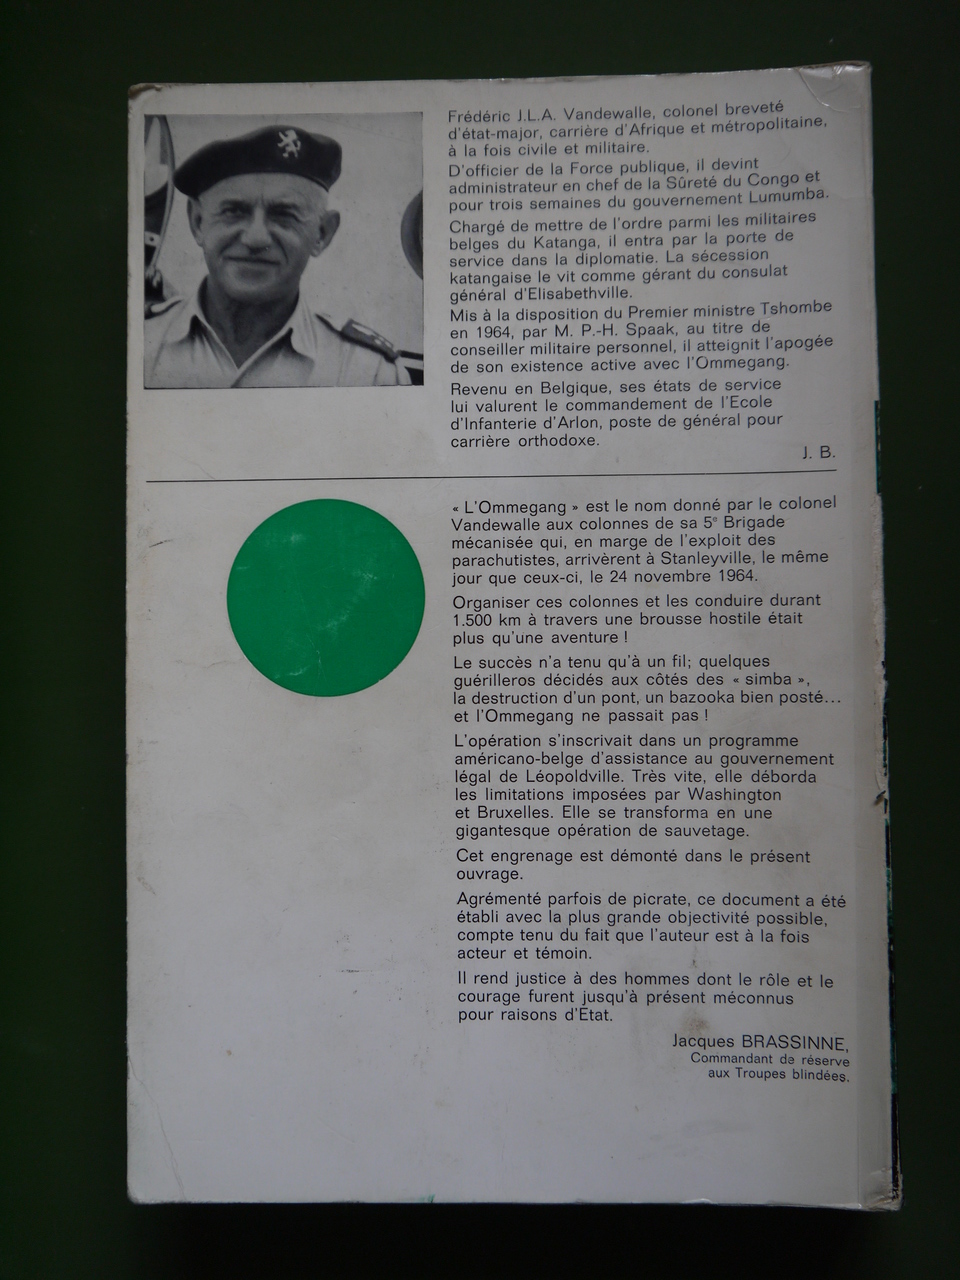 Frédéric J.L.A. Vandewalle, colonel breveté
d'état-major, carrière d'Afrique et métropolitaine,
à la fois civile et militaire.
D'officier de la Force publique, il devint
administrateur en chef de la Sûreté du Congo et
pour trois semaines du gouvernement Lumumba.
Chargé de mettre de l'ordre parmi les militaires
belges du Katanga, il entra par la porte de
service dans la diplomatie. La sécession
katangaise le vit comme gérant du consulat
général d'Elisabethville.
Mis à la disposition du Premier ministre Tshombe
en 1964, par M. P.-H. Spaak, au titre de
conseiller militaire personnel, il atteignit l'apogée
de son existence active avec l'Ommegang.
Revenu en Belgique, ses états de service
lui valurent le commandement de l'Ecole
d'Infanterie d'Arlon, poste de général pour
carrière orthodoxe.
J. B.
« L'Ommegang » est le nom donné par le colonel
Vandewalle aux colonnes de sa 5e Brigade
mécanisée qui, en marge de l'exploit des
parachutistes, arrivèrent à Stanleyville, le même
jour que ceux-ci, le 24 novembre 1964.
Organiser ces colonnes et les conduire durant
1.500 km à travers une brousse hostile était
plus qu'une aventure !
Le succès n'a tenu qu'à un fil; quelques
guérilleros décidés aux côtés des « simba »,
la destruction d'un pont, un bazooka bien posté...
et l'Ommegang ne passait pas !
L'opération s'inscrivait dans un programme
américano-belge d'assistance au gouvernement
légal de Léopoldville. Très vite, elle déborda
les limitations imposées par Washington
et Bruxelles. Elle se transforma en une
gigantesque opération de sauvetage.
Cet engrenage est démonté dans le présent
ouvrage.
Agrémenté parfois de picrate, ce document a été
établi avec la plus grande objectivité possible,
compte tenu du fait que l'auteur est à la fois
acteur et témoin.
Il rend justice à des hommes dont le rôle et le
courage furent jusqu'à présent méconnus
pour raisons d'Etat.
Jacques BRASSINNE,
Commandant de réserve
aux Troupes blindées.